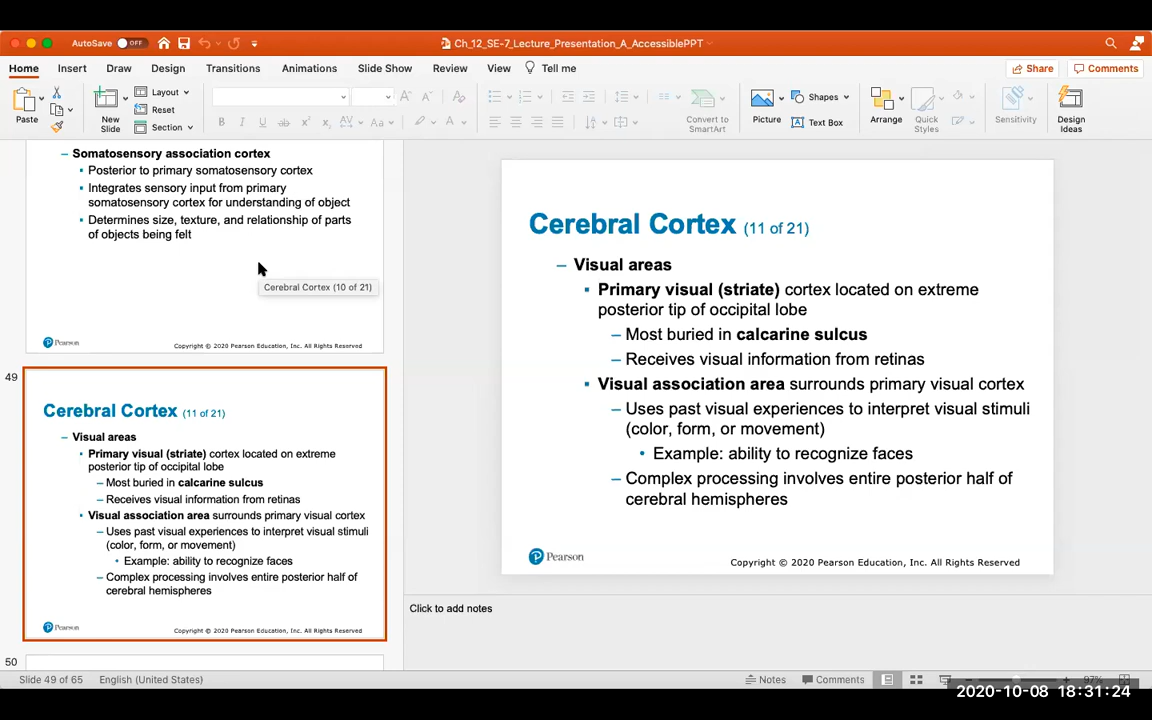 AutoSave OFF
Ch_12_SE-7_Lecture_Presentation_A_AccessiblePPT
Home Insert Draw Design Transitions Animations Slide Show Review View Tell me Share Comments
Paste New Slide Layout Reset Section Convert to SmartArt Picture Shapes Text Box Arrange Quick Styles Sensitivity Design Ideas
– Somatosensory association cortex
▪ Posterior to primary somatosensory cortex
▪ Integrates sensory input from primary
somatosensory cortex for understanding of object
▪ Determines size, texture, and relationship of parts
of objects being felt
Cerebral Cortex (10 of 21)
Pearson
Copyright © 2020 Pearson Education, Inc. All Rights Reserved
49
Cerebral Cortex (11 of 21)
– Visual areas
▪ Primary visual (striate) cortex located on extreme
posterior tip of occipital lobe
– Most buried in calcarine sulcus
– Receives visual information from retinas
▪ Visual association area surrounds primary visual cortex
– Uses past visual experiences to interpret visual stimuli
(color, form, or movement)
• Example: ability to recognize faces
– Complex processing involves entire posterior half of
cerebral hemispheres
Pearson
Copyright © 2020 Pearson Education, Inc. All Rights Reserved
50
Cerebral Cortex (11 of 21)
– Visual areas
▪ Primary visual (striate) cortex located on extreme
posterior tip of occipital lobe
– Most buried in calcarine sulcus
– Receives visual information from retinas
▪ Visual association area surrounds primary visual cortex
– Uses past visual experiences to interpret visual stimuli
(color, form, or movement)
• Example: ability to recognize faces
– Complex processing involves entire posterior half of
cerebral hemispheres
Pearson
Copyright © 2020 Pearson Education, Inc. All Rights Reserved
Click to add notes
Slide 49 of 65 English (United States) Notes Comments 97%
2020-10-08 18:31:24